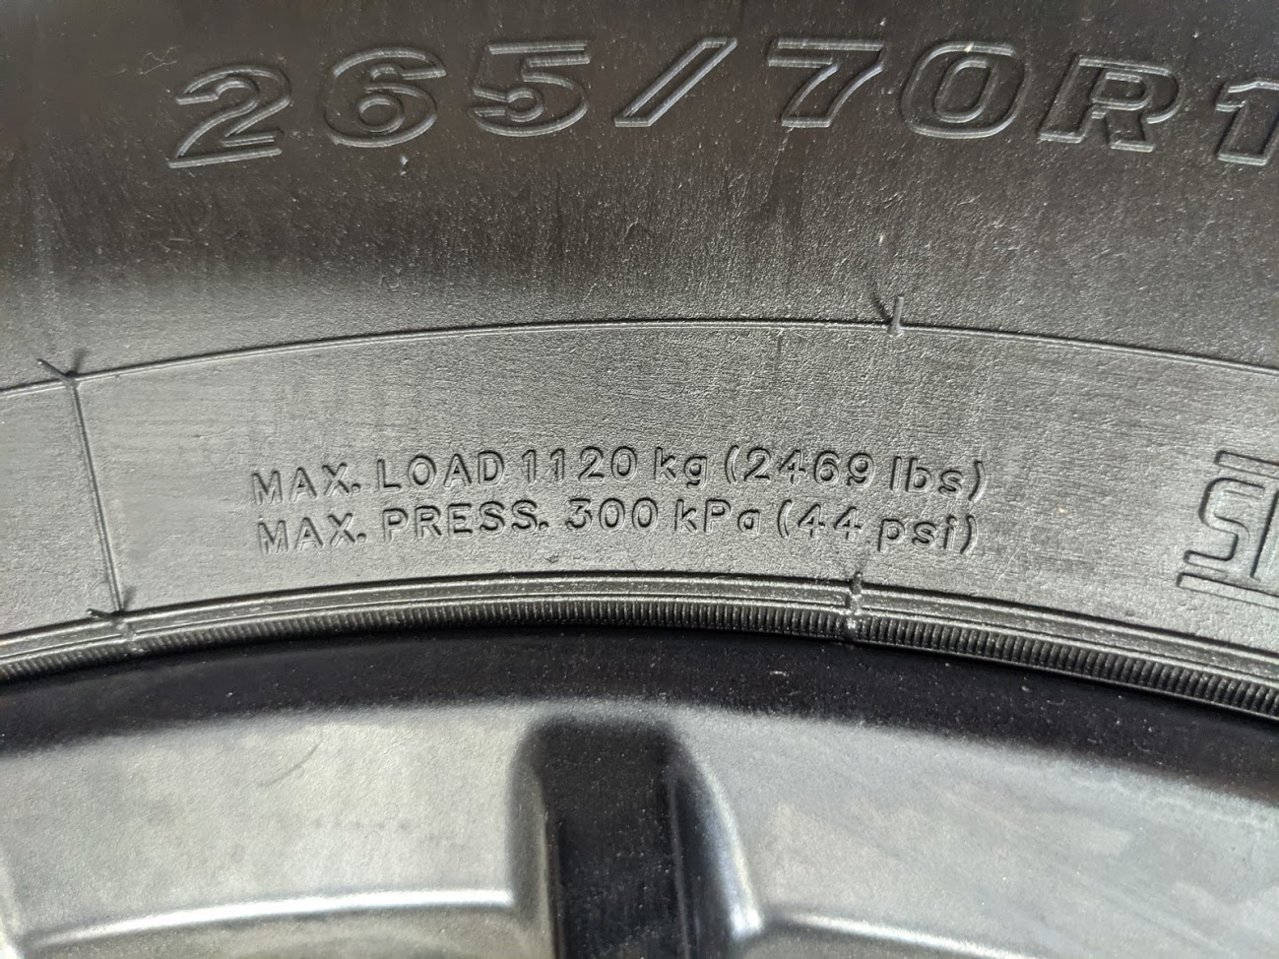 265/70R1
MAX. LOAD 1120 kg (2469 lbs)
MAX. PRESS. 300 kPa (44 psi)